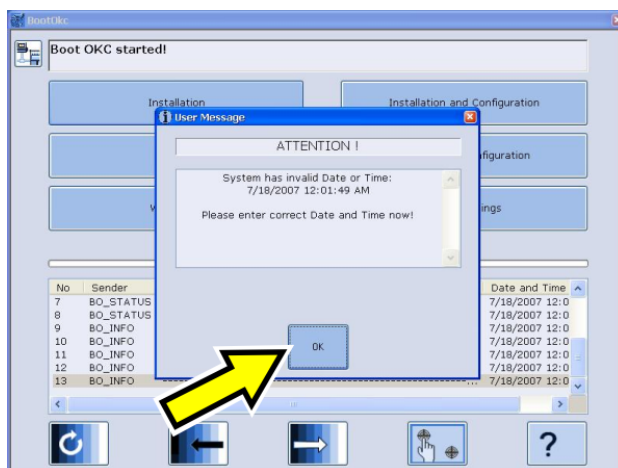 BootOkc
Boot OKC started!
Installation
Installation and Configuration
User Message
ATTENTION !
System has invalid Date or Time:
7/18/2007 12:01:49 AM
Please enter correct Date and Time now!
OK
No Sender Date and Time
7 BO_STATUS 7/18/2007 12:0
8 BO_STATUS 7/18/2007 12:0
9 BO_INFO 7/18/2007 12:0
10 BO_INFO 7/18/2007 12:0
11 BO_INFO 7/18/2007 12:0
12 BO_INFO 7/18/2007 12:0
13 BO_INFO ... 7/18/2007 12:0
?